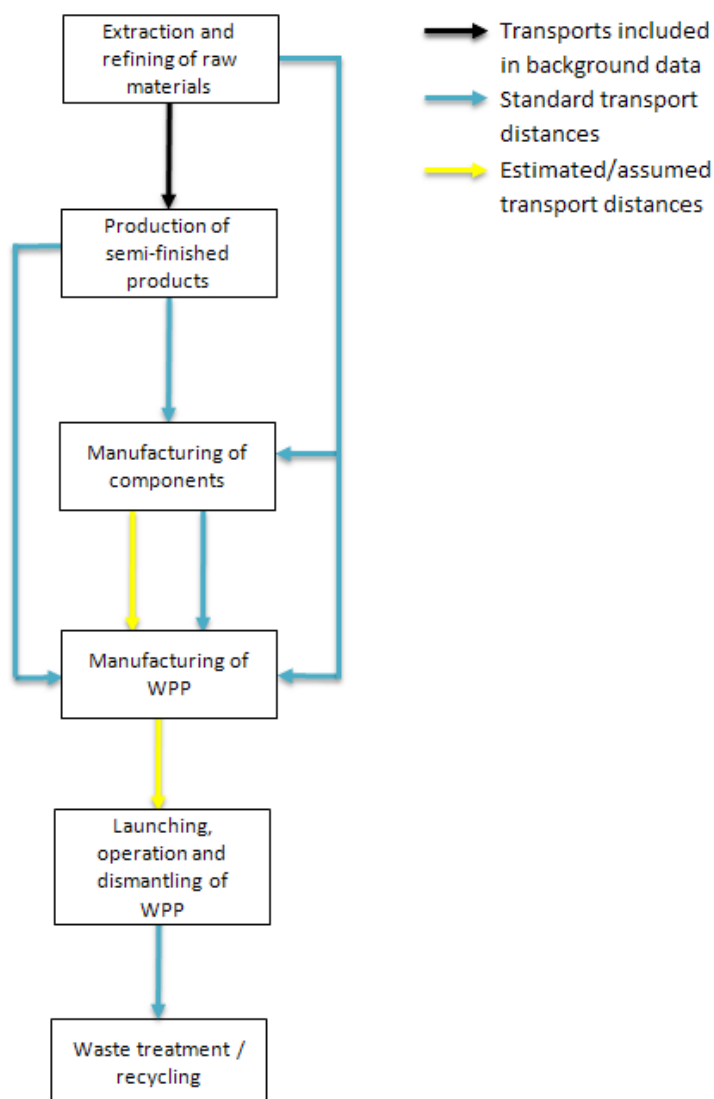 Extraction and
refining of raw
materials
Transports included
in background data
Standard transport
distances
Estimated/assumed
transport distances
Production of
semi-finished
products
Manufacturing of
components
Manufacturing of
WPP
Launching,
operation and
dismantling of
WPP
Waste treatment /
recycling